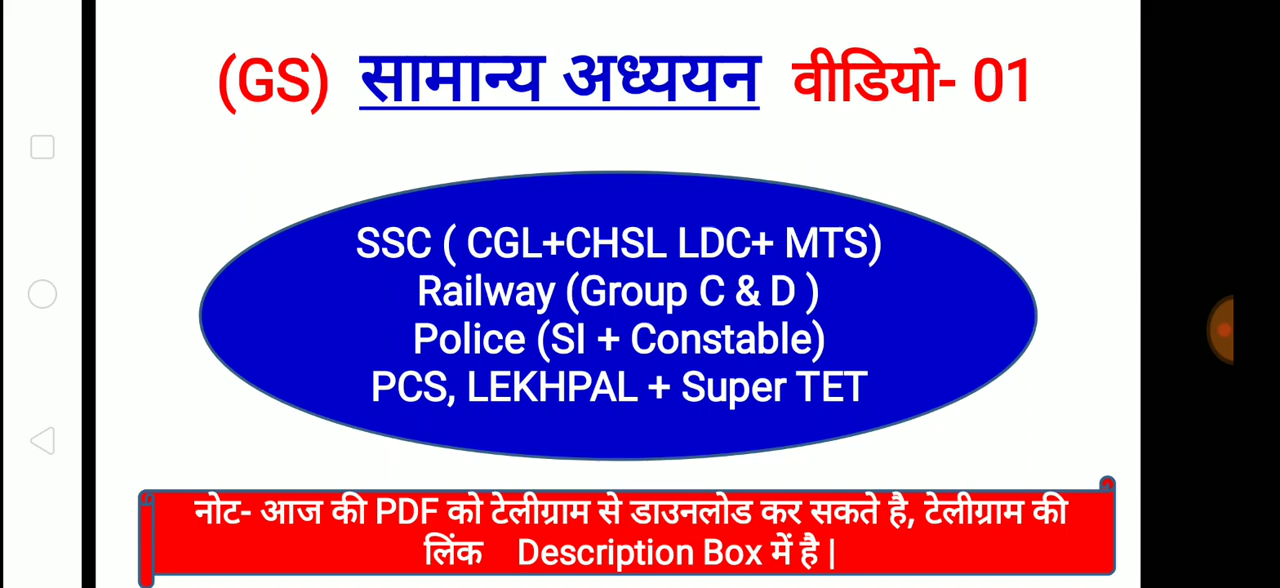 (GS) सामान्य अध्ययन वीडियो- 01
SSC ( CGL+CHSL LDC+ MTS)
Railway (Group C & D )
Police (SI + Constable)
PCS, LEKHPAL + Super TET
नोट- आज की PDF को टेलीग्राम से डाउनलोड कर सकते है, टेलीग्राम की
लिंक Description Box में है |